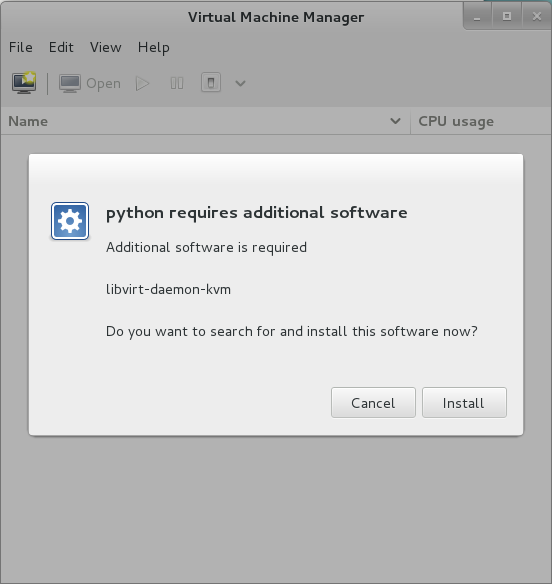 Virtual Machine Manager
File Edit View Help
Open
Name CPU usage
python requires additional software
Additional software is required
libvirt-daemon-kvm
Do you want to search for and install this software now?
Cancel Install